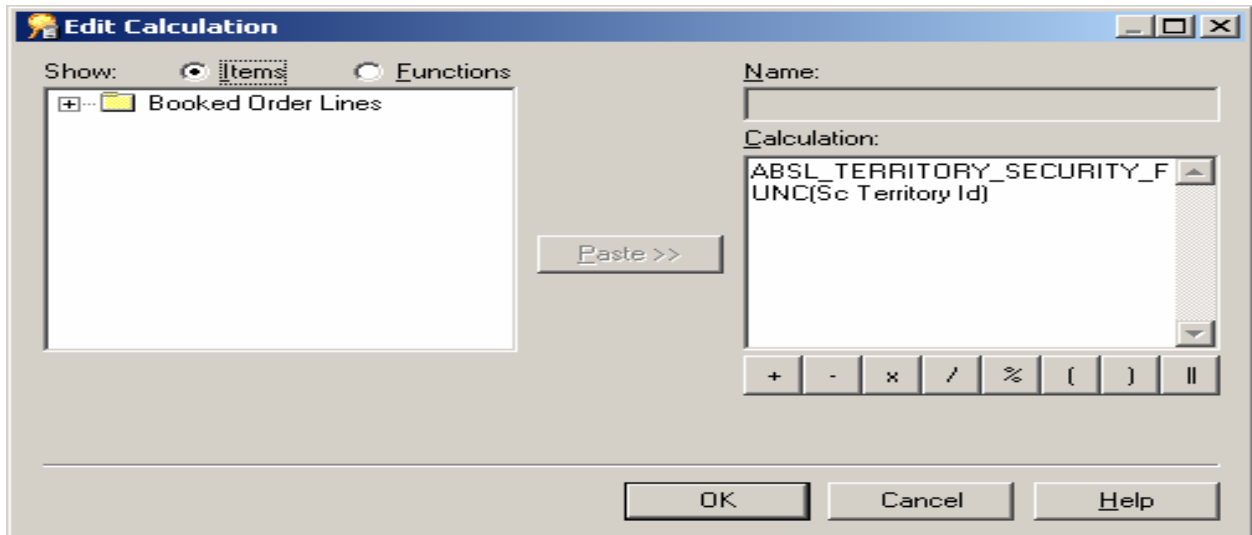 Edit Calculation
Show: Items Functions
Booked Order Lines
Paste >>
Name:
Calculation:
ABSL_TERRITORY_SECURITY_F
UNC(Sc Territory Id)
+ - x / % ( ) ||
OK Cancel Help